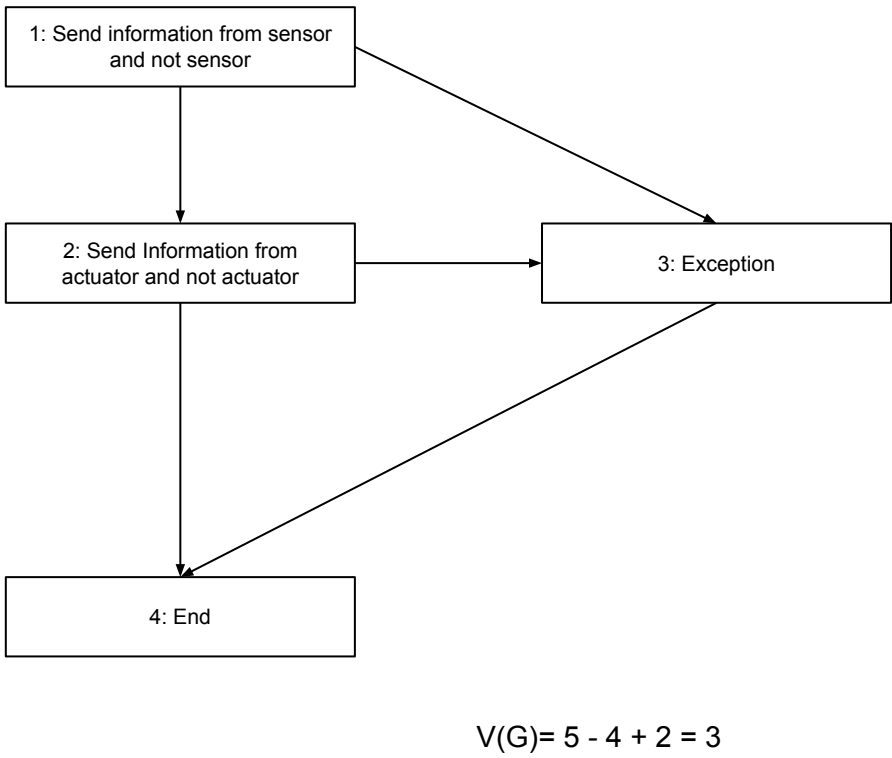 1: Send information from sensor
and not sensor
2: Send Information from
actuator and not actuator
3: Exception
4: End
V(G)= 5 - 4 + 2 = 3